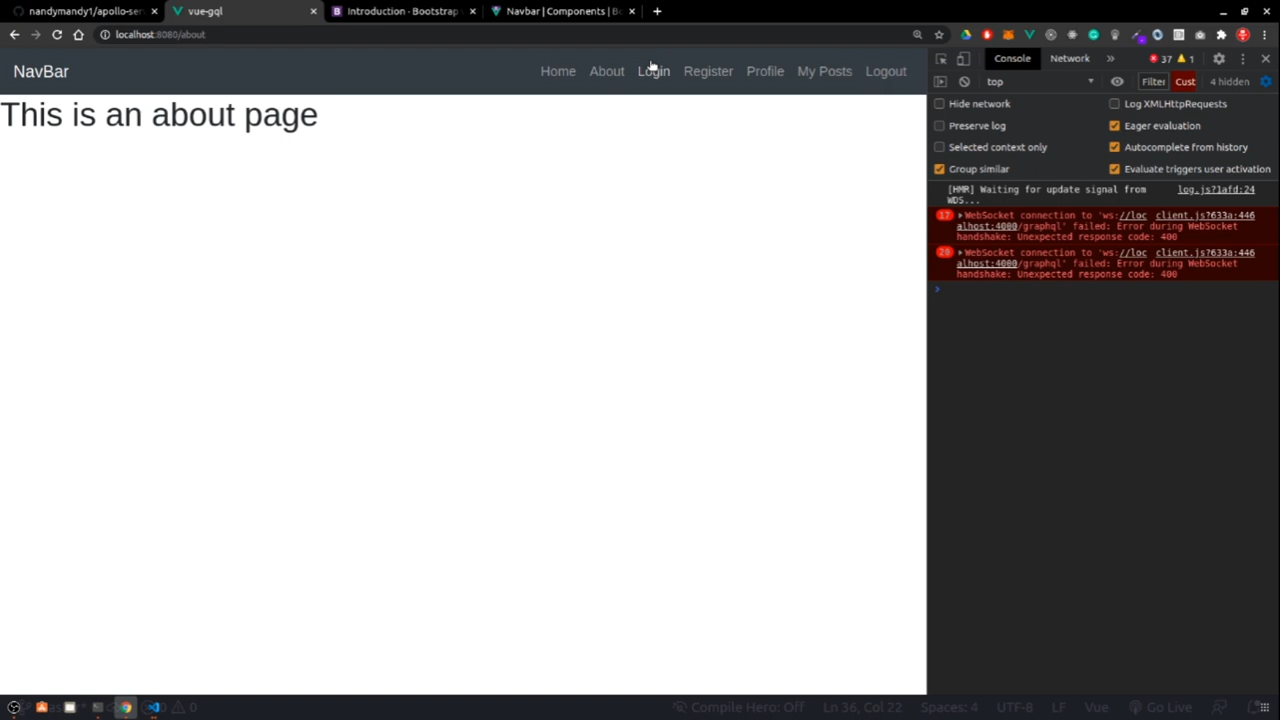 nandymandy1/apollo-ser
vue-gql
Introduction · Bootstrap
Navbar | Components | Bo
localhost:8080/about
NavBar
Home About Login Register Profile My Posts Logout
This is an about page
Console Network 37 1
top Filter Cust 4 hidden
Hide network Log XMLHttpRequests
Preserve log Eager evaluation
Selected context only Autocomplete from history
Group similar Evaluate triggers user activation
[HMR] Waiting for update signal from log.js?1afd:24
WDS...
17 WebSocket connection to 'ws://loc client.js?633a:446
alhost:4000/graphql' failed: Error during WebSocket
handshake: Unexpected response code: 400
20 WebSocket connection to 'ws://loc client.js?633a:446
alhost:4000/graphql' failed: Error during WebSocket
handshake: Unexpected response code: 400
0 Compile Hero: Off Ln 36, Col 22 Spaces: 4 UTF-8 LF Vue Go Live